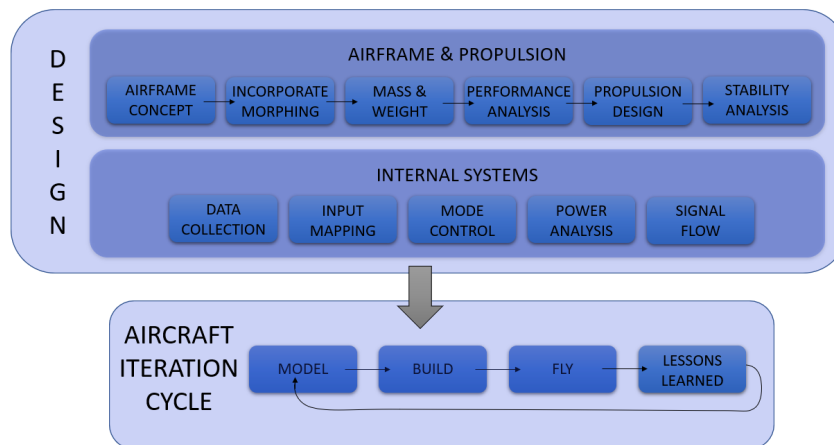 DESIGN
AIRFRAME & PROPULSION
AIRFRAME
CONCEPT
INCORPORATE
MORPHING
MASS &
WEIGHT
PERFORMANCE
ANALYSIS
PROPULSION
DESIGN
STABILITY
ANALYSIS
INTERNAL SYSTEMS
DATA
COLLECTION
INPUT
MAPPING
MODE
CONTROL
POWER
ANALYSIS
SIGNAL
FLOW
AIRCRAFT
ITERATION
CYCLE
MODEL
BUILD
FLY
LESSONS
LEARNED